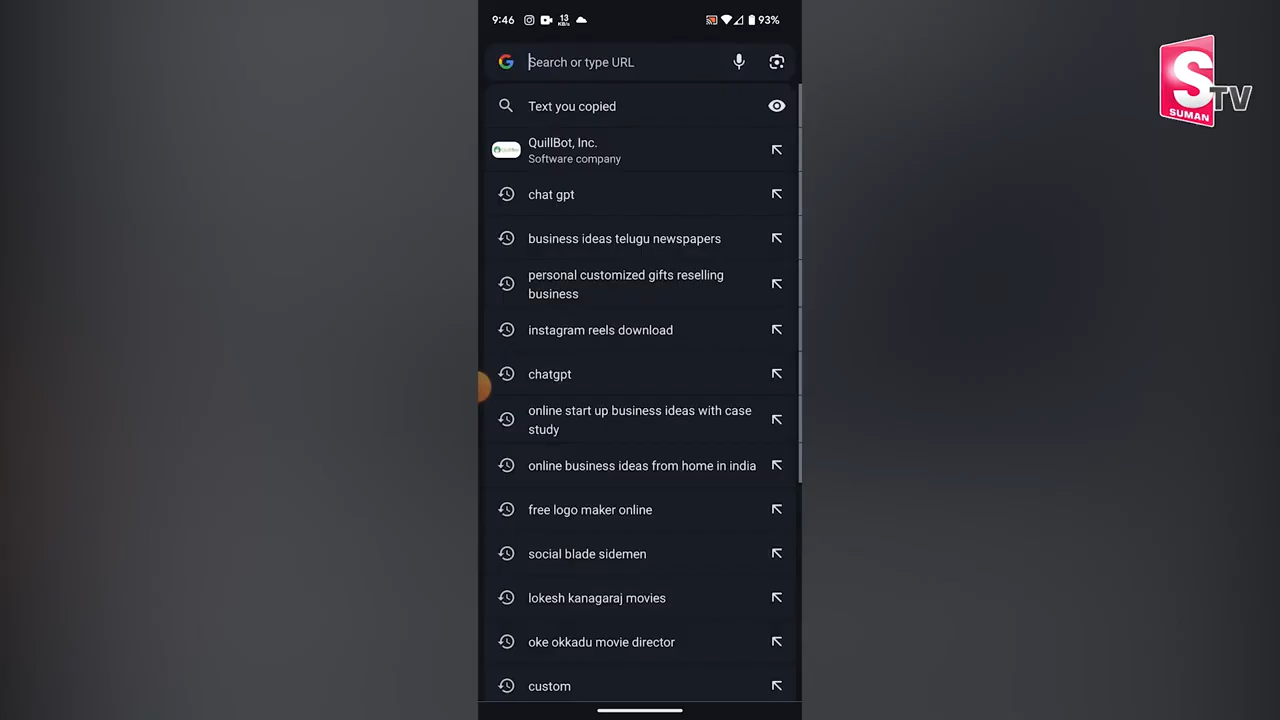 9:46 13 KB/s 93%
Search or type URL
S TV
SUMAN
Text you copied
QuillBot, Inc.
Software company
chat gpt
business ideas telugu newspapers
personal customized gifts reselling
business
instagram reels download
chatgpt
online start up business ideas with case
study
online business ideas from home in india
free logo maker online
social blade sidemen
lokesh kanagaraj movies
oke okkadu movie director
custom